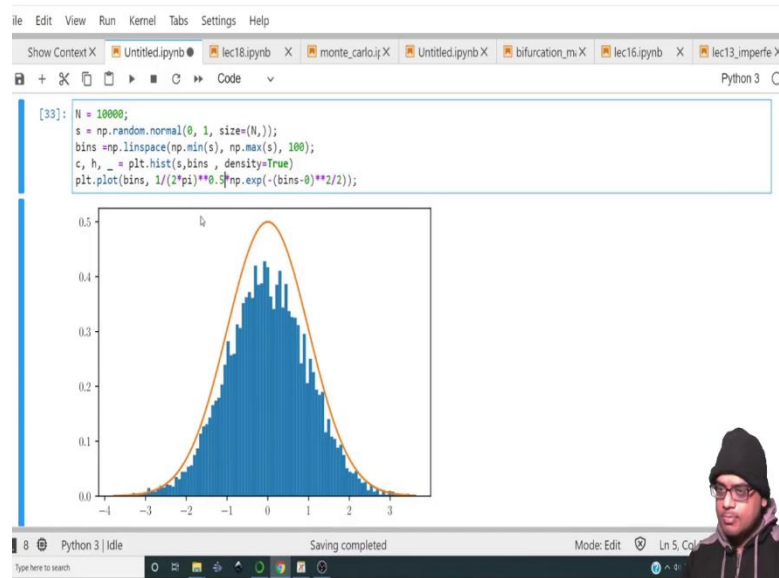 ile Edit View Run Kernel Tabs Settings Help
Show Context X Untitled.ipynb ● lec18.ipynb X monte_carlo.ip X Untitled.ipynb X bifurcation_m X lec16.ipynb X lec13_imperfe X
Code Python 3
[33]: N = 10000;
s = np.random.normal(0, 1, size=(N,));
bins =np.linspace(np.min(s), np.max(s), 100);
c, h, _ = plt.hist(s,bins , density=True)
plt.plot(bins, 1/(2*pi)**0.5*np.exp(-(bins-0)**2/2));
0.5
0.4
0.3
0.2
0.1
0.0
−4 −3 −2 −1 0 1 2 3
8 Python 3 | Idle Saving completed Mode: Edit Ln 5, Col
Type here to search